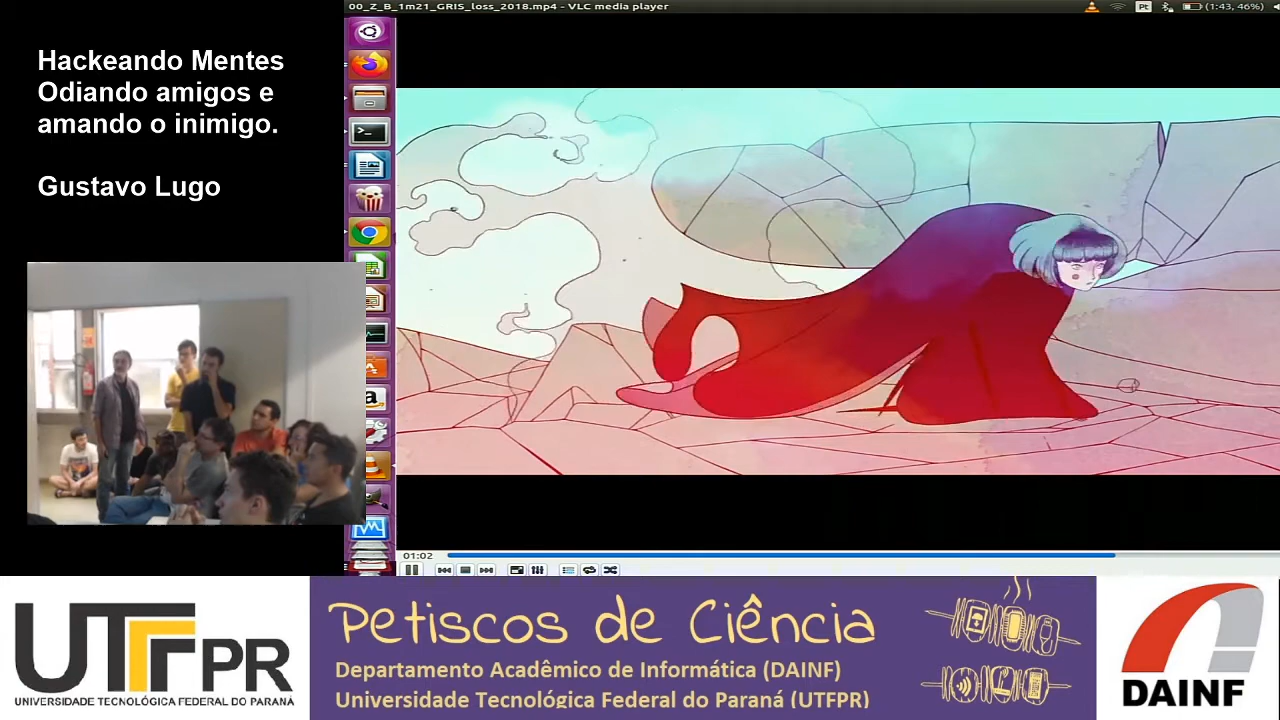 00_Z_B_1m21_GRIS_loss_2018.mp4 - VLC media player
Pt
(1:43, 46%)
Hackeando Mentes
Odiando amigos e
amando o inimigo.
Gustavo Lugo
01:02
UTFPR
UNIVERSIDADE TECNOLÓGICA FEDERAL DO PARANÁ
Petiscos de Ciência
Departamento Acadêmico de Informática (DAINF)
Universidade Tecnológica Federal do Paraná (UTFPR)
DAINF